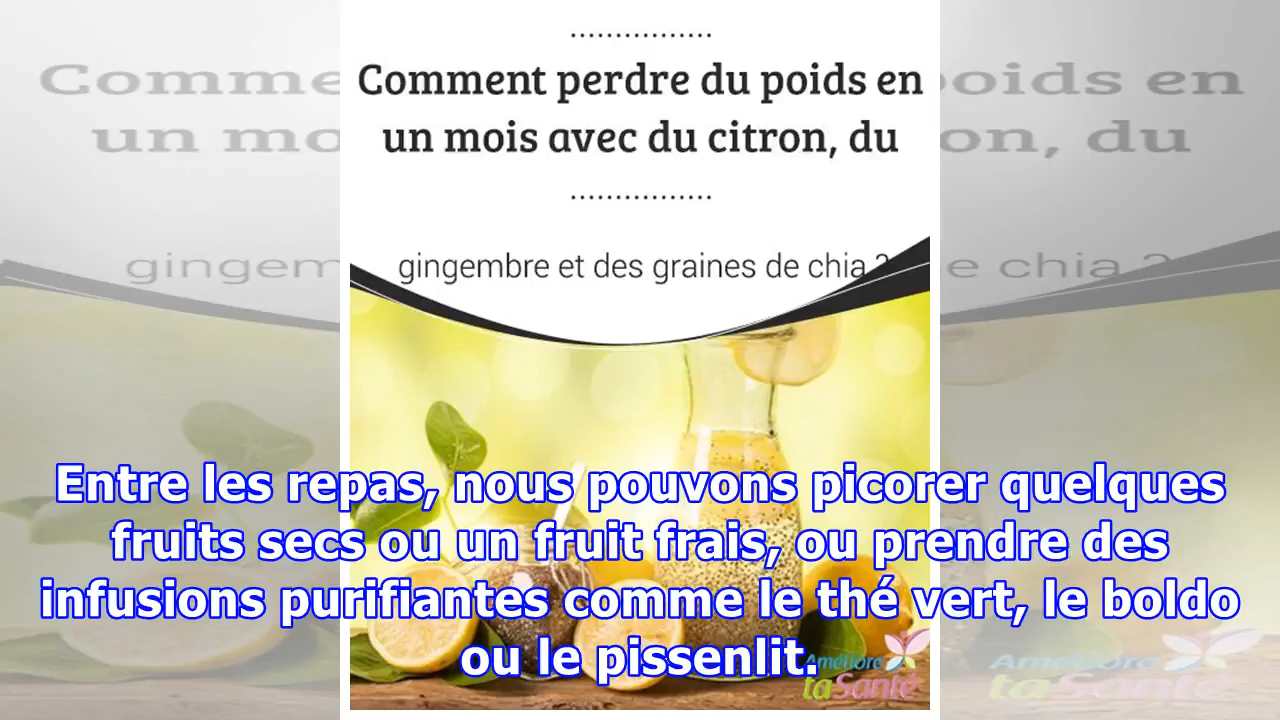 Comment perdre du poids en
un mois avec du citron, du
gingembre et des graines de chia ?
Entre les repas, nous pouvons picorer quelques
fruits secs ou un fruit frais, ou prendre des
infusions purifiantes comme le thé vert, le boldo
ou le pissenlit.
Améliore
taSanté